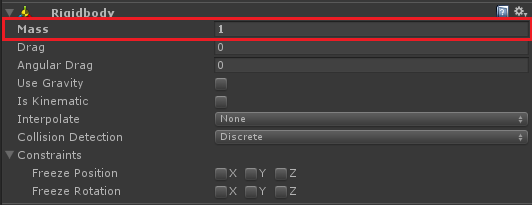 Rigidbody
Mass 1
Drag 0
Angular Drag 0
Use Gravity
Is Kinematic
Interpolate None
Collision Detection Discrete
Constraints
Freeze Position X Y Z
Freeze Rotation X Y Z